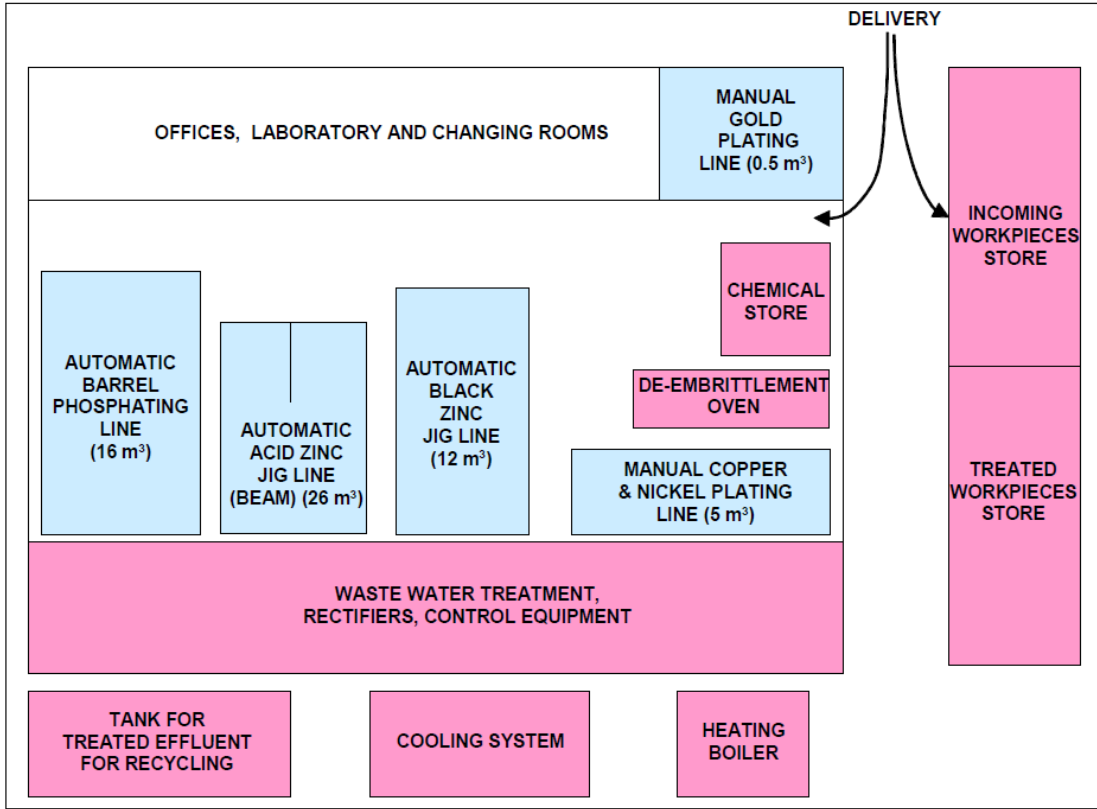 DELIVERY
OFFICES, LABORATORY AND CHANGING ROOMS
MANUAL
GOLD
PLATING
LINE (0.5 m³)
INCOMING
WORKPIECES
STORE
CHEMICAL
STORE
AUTOMATIC
BARREL
PHOSPHATING
LINE
(16 m³)
AUTOMATIC
ACID ZINC
JIG LINE
(BEAM) (26 m³)
AUTOMATIC
BLACK
ZINC
JIG LINE
(12 m³)
DE-EMBRITTLEMENT
OVEN
MANUAL COPPER
& NICKEL PLATING
LINE (5 m³)
TREATED
WORKPIECES
STORE
WASTE WATER TREATMENT,
RECTIFIERS, CONTROL EQUIPMENT
TANK FOR
TREATED EFFLUENT
FOR RECYCLING
COOLING SYSTEM
HEATING
BOILER